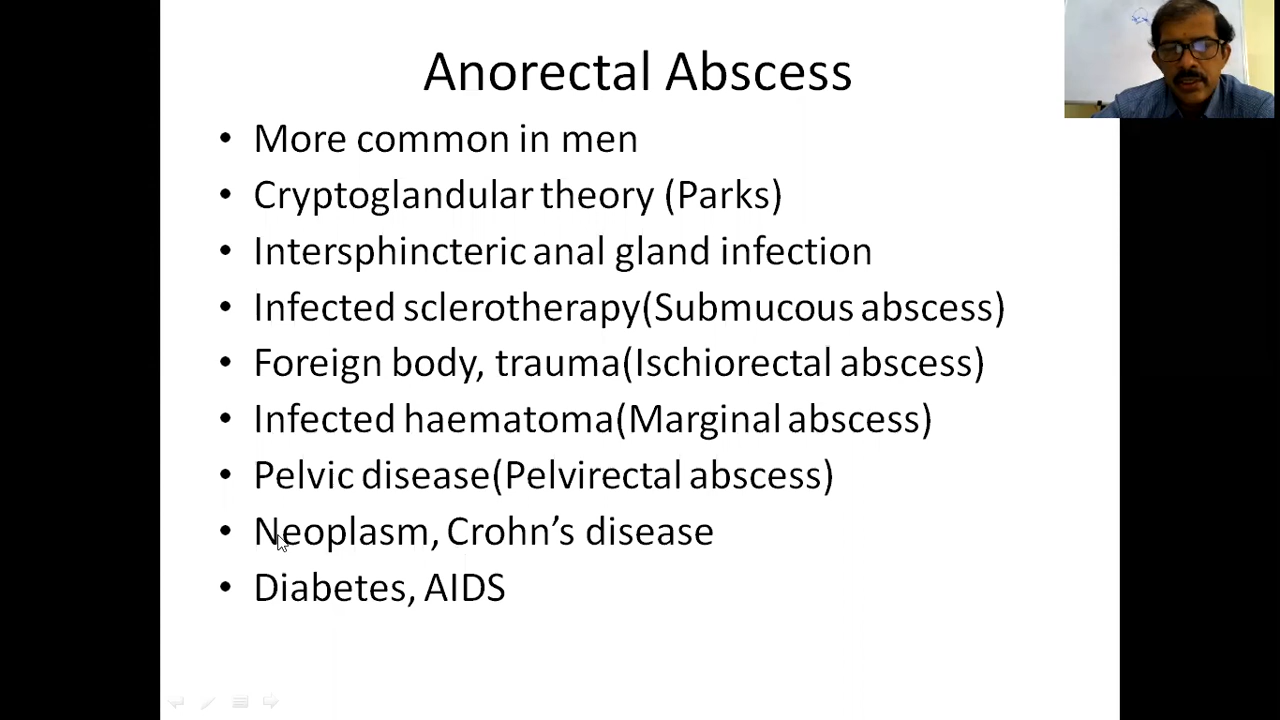 Anorectal Abscess
• More common in men
• Cryptoglandular theory (Parks)
• Intersphincteric anal gland infection
• Infected sclerotherapy(Submucous abscess)
• Foreign body, trauma(Ischiorectal abscess)
• Infected haematoma(Marginal abscess)
• Pelvic disease(Pelvirectal abscess)
• Neoplasm, Crohn’s disease
• Diabetes, AIDS